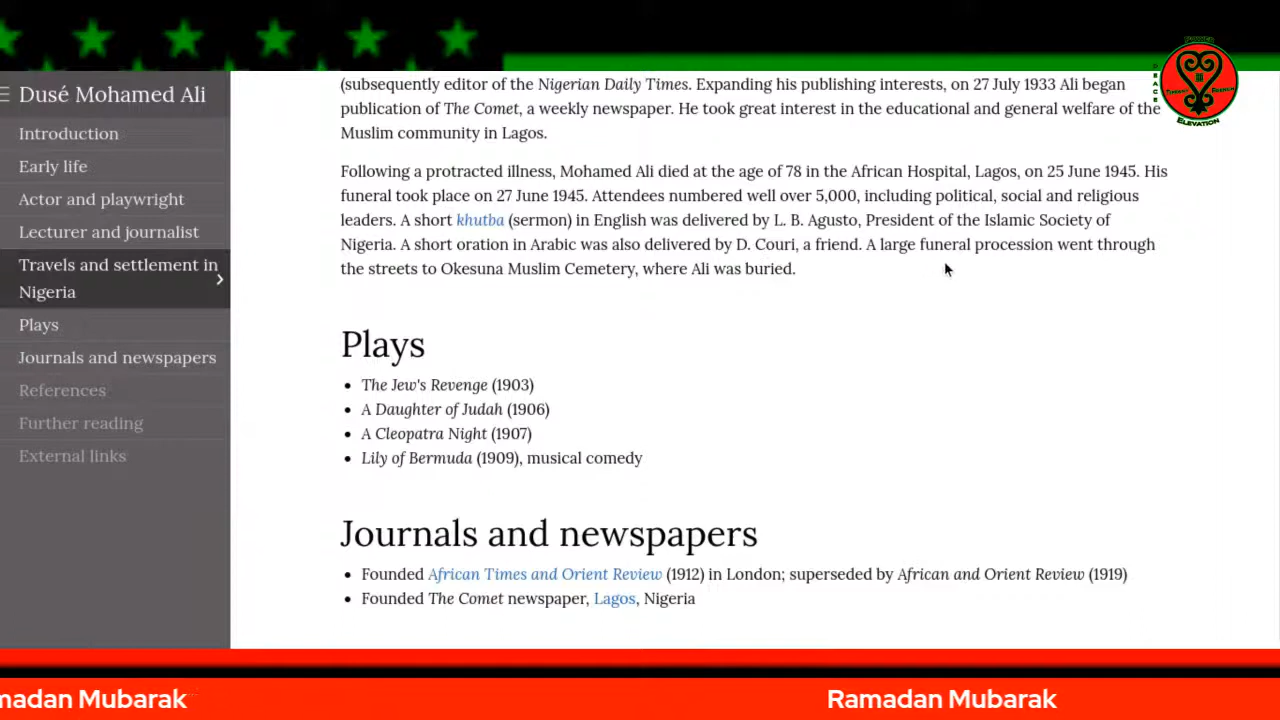 POWER
PEACE
ELEVATION
Dusé Mohamed Ali
Introduction
Early life
Actor and playwright
Lecturer and journalist
Travels and settlement in
Nigeria
Plays
Journals and newspapers
References
Further reading
External links
(subsequently editor of the Nigerian Daily Times. Expanding his publishing interests, on 27 July 1933 Ali began
publication of The Comet, a weekly newspaper. He took great interest in the educational and general welfare of the
Muslim community in Lagos.
Following a protracted illness, Mohamed Ali died at the age of 78 in the African Hospital, Lagos, on 25 June 1945. His
funeral took place on 27 June 1945. Attendees numbered well over 5,000, including political, social and religious
leaders. A short khutba (sermon) in English was delivered by L. B. Agusto, President of the Islamic Society of
Nigeria. A short oration in Arabic was also delivered by D. Couri, a friend. A large funeral procession went through
the streets to Okesuna Muslim Cemetery, where Ali was buried.
Plays
The Jew's Revenge (1903)
A Daughter of Judah (1906)
A Cleopatra Night (1907)
Lily of Bermuda (1909), musical comedy
Journals and newspapers
Founded African Times and Orient Review (1912) in London; superseded by African and Orient Review (1919)
Founded The Comet newspaper, Lagos, Nigeria
madan Mubarak
Ramadan Mubarak